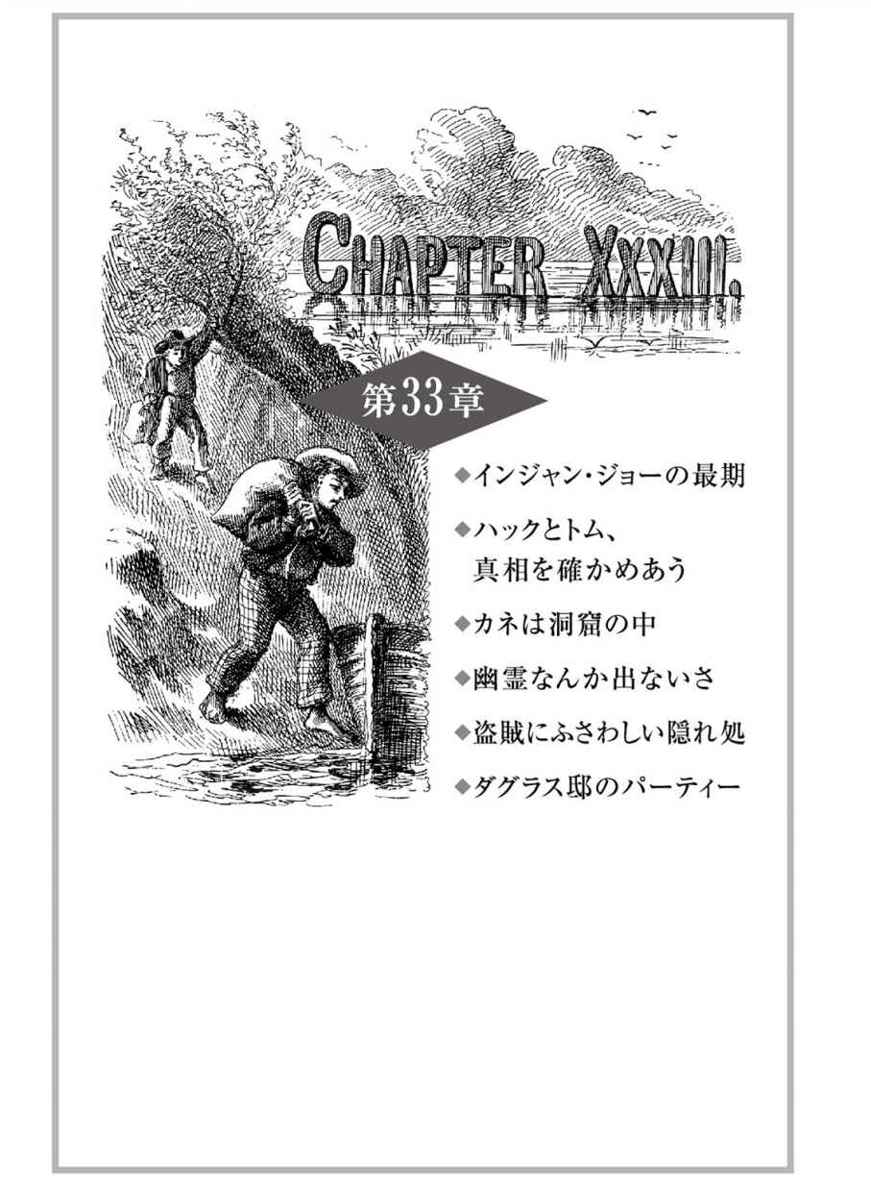 CHAPTER XXXIII.
第33章
◆インジャン・ジョーの最期
◆ハックとトム、
真相を確かめあう
◆カネは洞窟の中
◆幽霊なんか出ないさ
◆盗賊にふさわしい隠れ処
◆ダグラス邸のパーティー